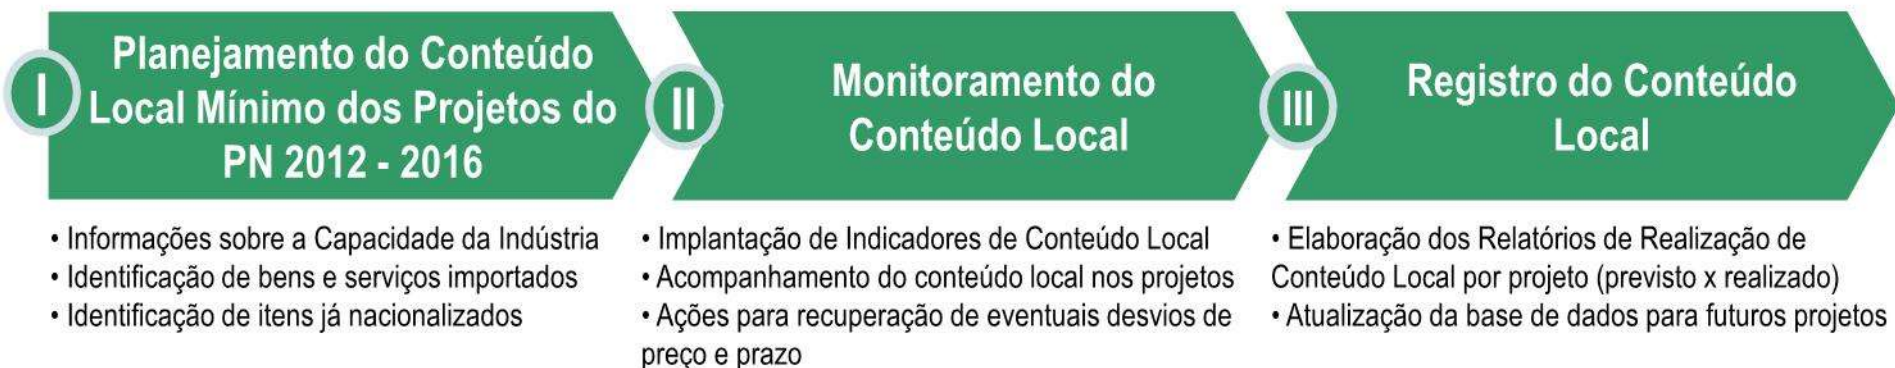 I
Planejamento do Conteúdo
Local Mínimo dos Projetos do
PN 2012 - 2016
• Informações sobre a Capacidade da Indústria
• Identificação de bens e serviços importados
• Identificação de itens já nacionalizados
II
Monitoramento do
Conteúdo Local
• Implantação de Indicadores de Conteúdo Local
• Acompanhamento do conteúdo local nos projetos
• Ações para recuperação de eventuais desvios de
preço e prazo
III
Registro do Conteúdo
Local
• Elaboração dos Relatórios de Realização de
Conteúdo Local por projeto (previsto x realizado)
• Atualização da base de dados para futuros projetos